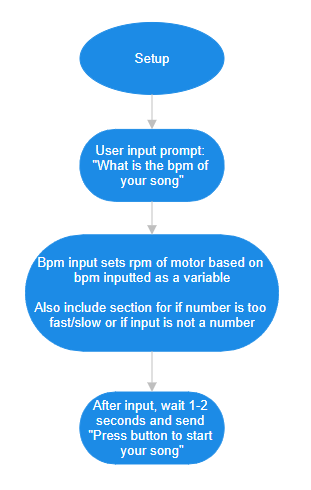 Setup
User input prompt:
"What is the bpm of
your song"
Bpm input sets rpm of motor based on
bpm inputted as a variable
Also include section for if number is too
fast/slow or if input is not a number
After input, wait 1-2
seconds and send
"Press button to start
your song"